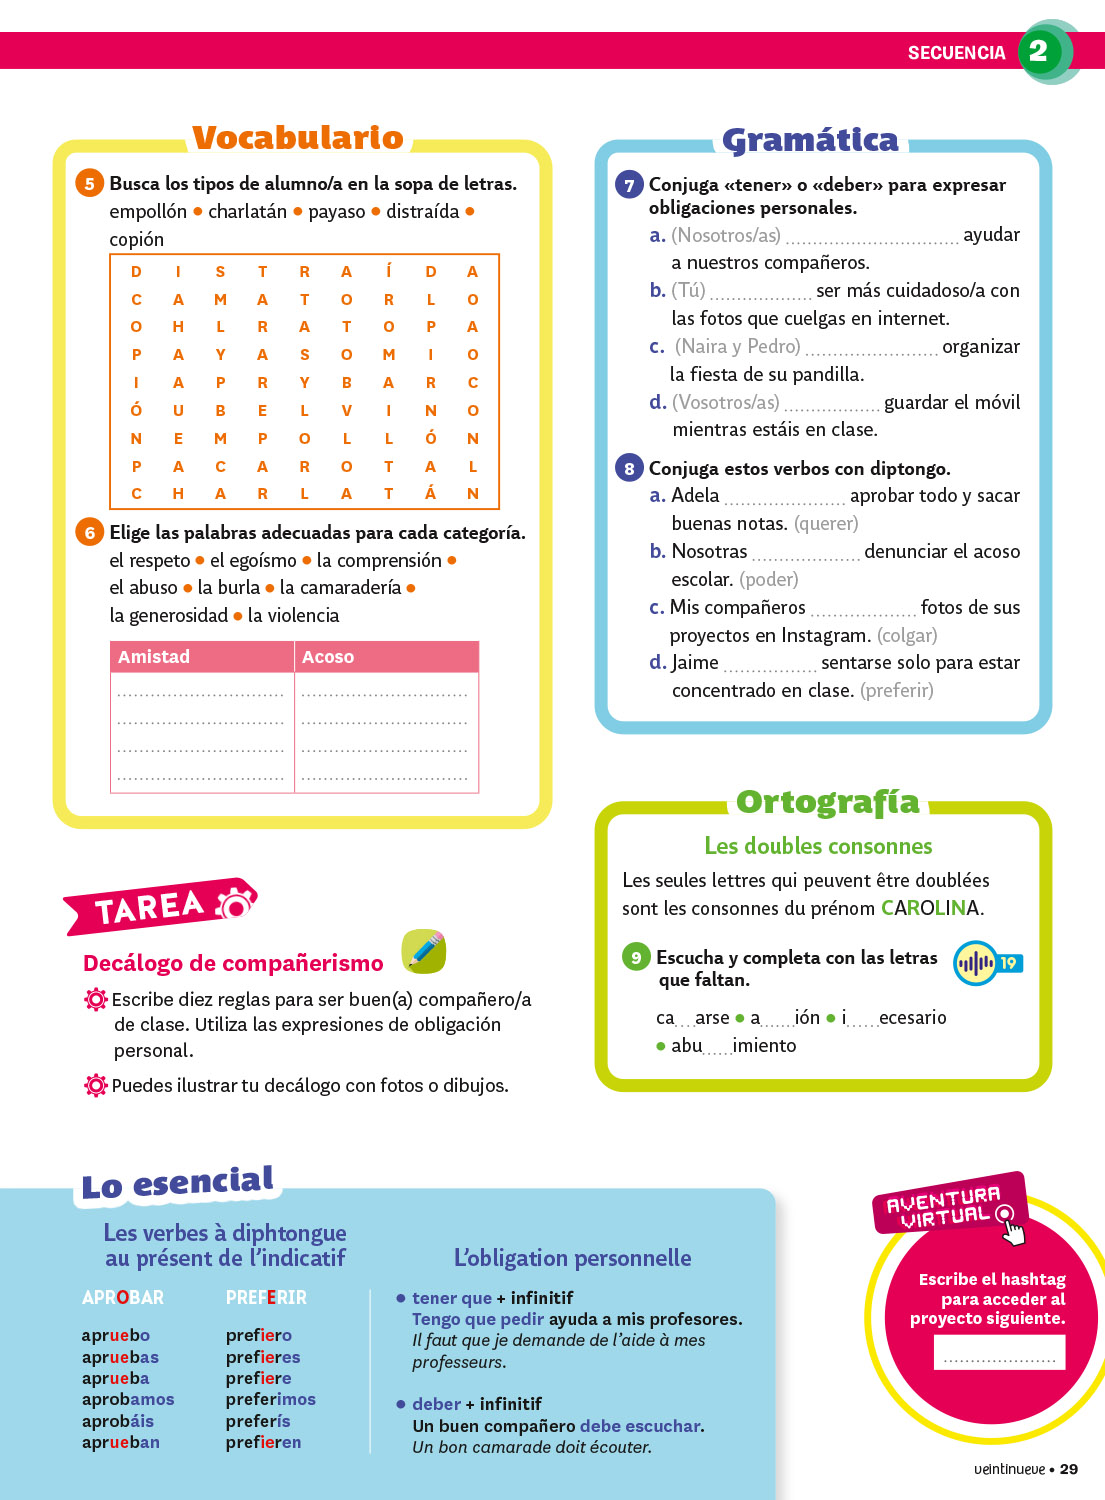 SECUENCIA 2
Vocabulario
5 Busca los tipos de alumno/a en la sopa de letras.
empollón • charlatán • payaso • distraída •
copión
D I S T R A Í D A
C A M A T O R L O
O H L R A T O P A
P A Y A S O M I O
I A P R Y B A R C
Ó U B E L V I N O
N E M P O L L Ó N
P A C A R O T A L
C H A R L A T Á N
6 Elige las palabras adecuadas para cada categoría.
el respeto • el egoísmo • la comprensión •
el abuso • la burla • la camaradería •
la generosidad • la violencia
Amistad Acoso
TAREA
Decálogo de compañerismo
Escribe diez reglas para ser buen(a) compañero/a
de clase. Utiliza las expresiones de obligación
personal.
Puedes ilustrar tu decálogo con fotos o dibujos.
Gramática
7 Conjuga «tener» o «deber» para expresar
obligaciones personales.
a. (Nosotros/as) ................................ ayudar
a nuestros compañeros.
b. (Tú) ................... ser más cuidadoso/a con
las fotos que cuelgas en internet.
c. (Naira y Pedro) ........................ organizar
la fiesta de su pandilla.
d. (Vosotros/as) .................. guardar el móvil
mientras estáis en clase.
8 Conjuga estos verbos con diptongo.
a. Adela ...................... aprobar todo y sacar
buenas notas. (querer)
b. Nosotras .................... denunciar el acoso
escolar. (poder)
c. Mis compañeros ................... fotos de sus
proyectos en Instagram. (colgar)
d. Jaime ................. sentarse solo para estar
concentrado en clase. (preferir)
Ortografía
Les doubles consonnes
Les seules lettres qui peuvent être doublées
sont les consonnes du prénom CAROLINA.
9 Escucha y completa con las letras
que faltan.
19
ca....arse • a.......ión • i......ecesario
• abu......imiento
Lo esencial
Les verbes à diphtongue
au présent de l'indicatif
APROBAR PREFERIR
apruebo prefiero
apruebas prefieres
aprueba prefiere
aprobamos preferimos
aprobáis preferís
aprueban prefieren
L'obligation personnelle
• tener que + infinitif
Tengo que pedir ayuda a mis profesores.
Il faut que je demande de l'aide à mes
professeurs.
• deber + infinitif
Un buen compañero debe escuchar.
Un bon camarade doit écouter.
AVENTURA
VIRTUAL
Escribe el hashtag
para acceder al
proyecto siguiente.
.....................
veintinueve • 29